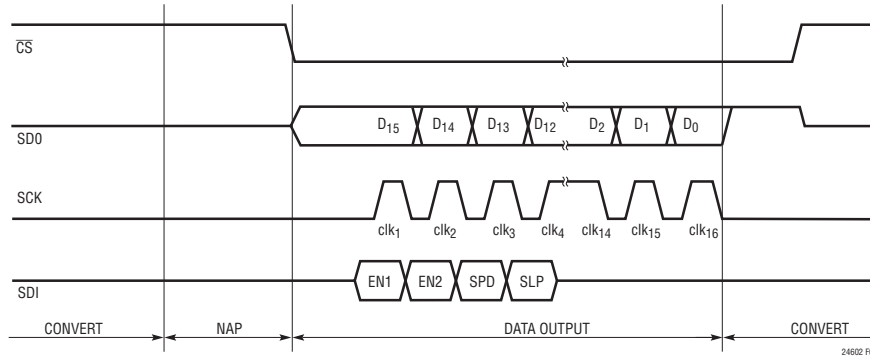 CS
SD0
D15 D14 D13 D12 D2 D1 D0
SCK
clk1 clk2 clk3 clk4 clk14 clk15 clk16
SDI
EN1 EN2 SPD SLP
CONVERT NAP DATA OUTPUT CONVERT
24602